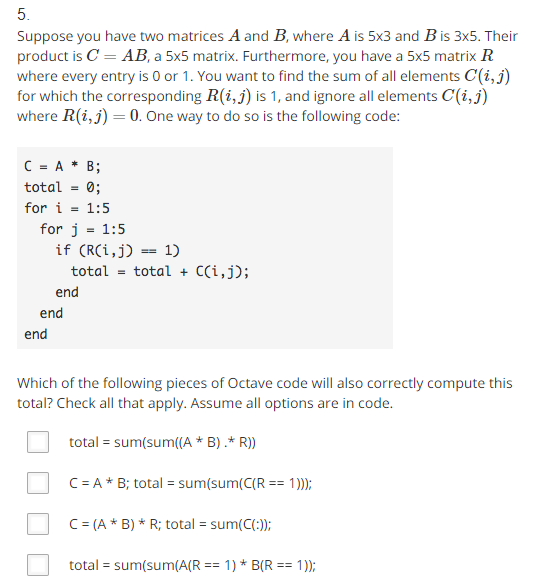 5.
Suppose you have two matrices A and B, where A is 5x3 and B is 3x5. Their
product is C = AB, a 5x5 matrix. Furthermore, you have a 5x5 matrix R
where every entry is 0 or 1. You want to find the sum of all elements C(i,j)
for which the corresponding R(i,j) is 1, and ignore all elements C(i,j)
where R(i,j) = 0. One way to do so is the following code:
C = A * B;
total = 0;
for i = 1:5
  for j = 1:5
    if (R(i,j) == 1)
      total = total + C(i,j);
    end
  end
end
Which of the following pieces of Octave code will also correctly compute this
total? Check all that apply. Assume all options are in code.
total = sum(sum((A * B) .* R))
C = A * B; total = sum(sum(C(R == 1)));
C = (A * B) * R; total = sum(C(:));
total = sum(sum(A(R == 1) * B(R == 1));